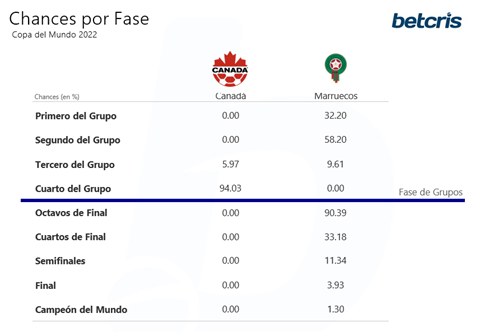 Chances por Fase
Copa del Mundo 2022
betcris
CANADA
Chances (en %) Canadá Marruecos
Primero del Grupo 0.00 32.20
Segundo del Grupo 0.00 58.20
Tercero del Grupo 5.97 9.61
Cuarto del Grupo 94.03 0.00
Fase de Grupos
Octavos de Final 0.00 90.39
Cuartos de Final 0.00 33.18
Semifinales 0.00 11.34
Final 0.00 3.93
Campeón del Mundo 0.00 1.30